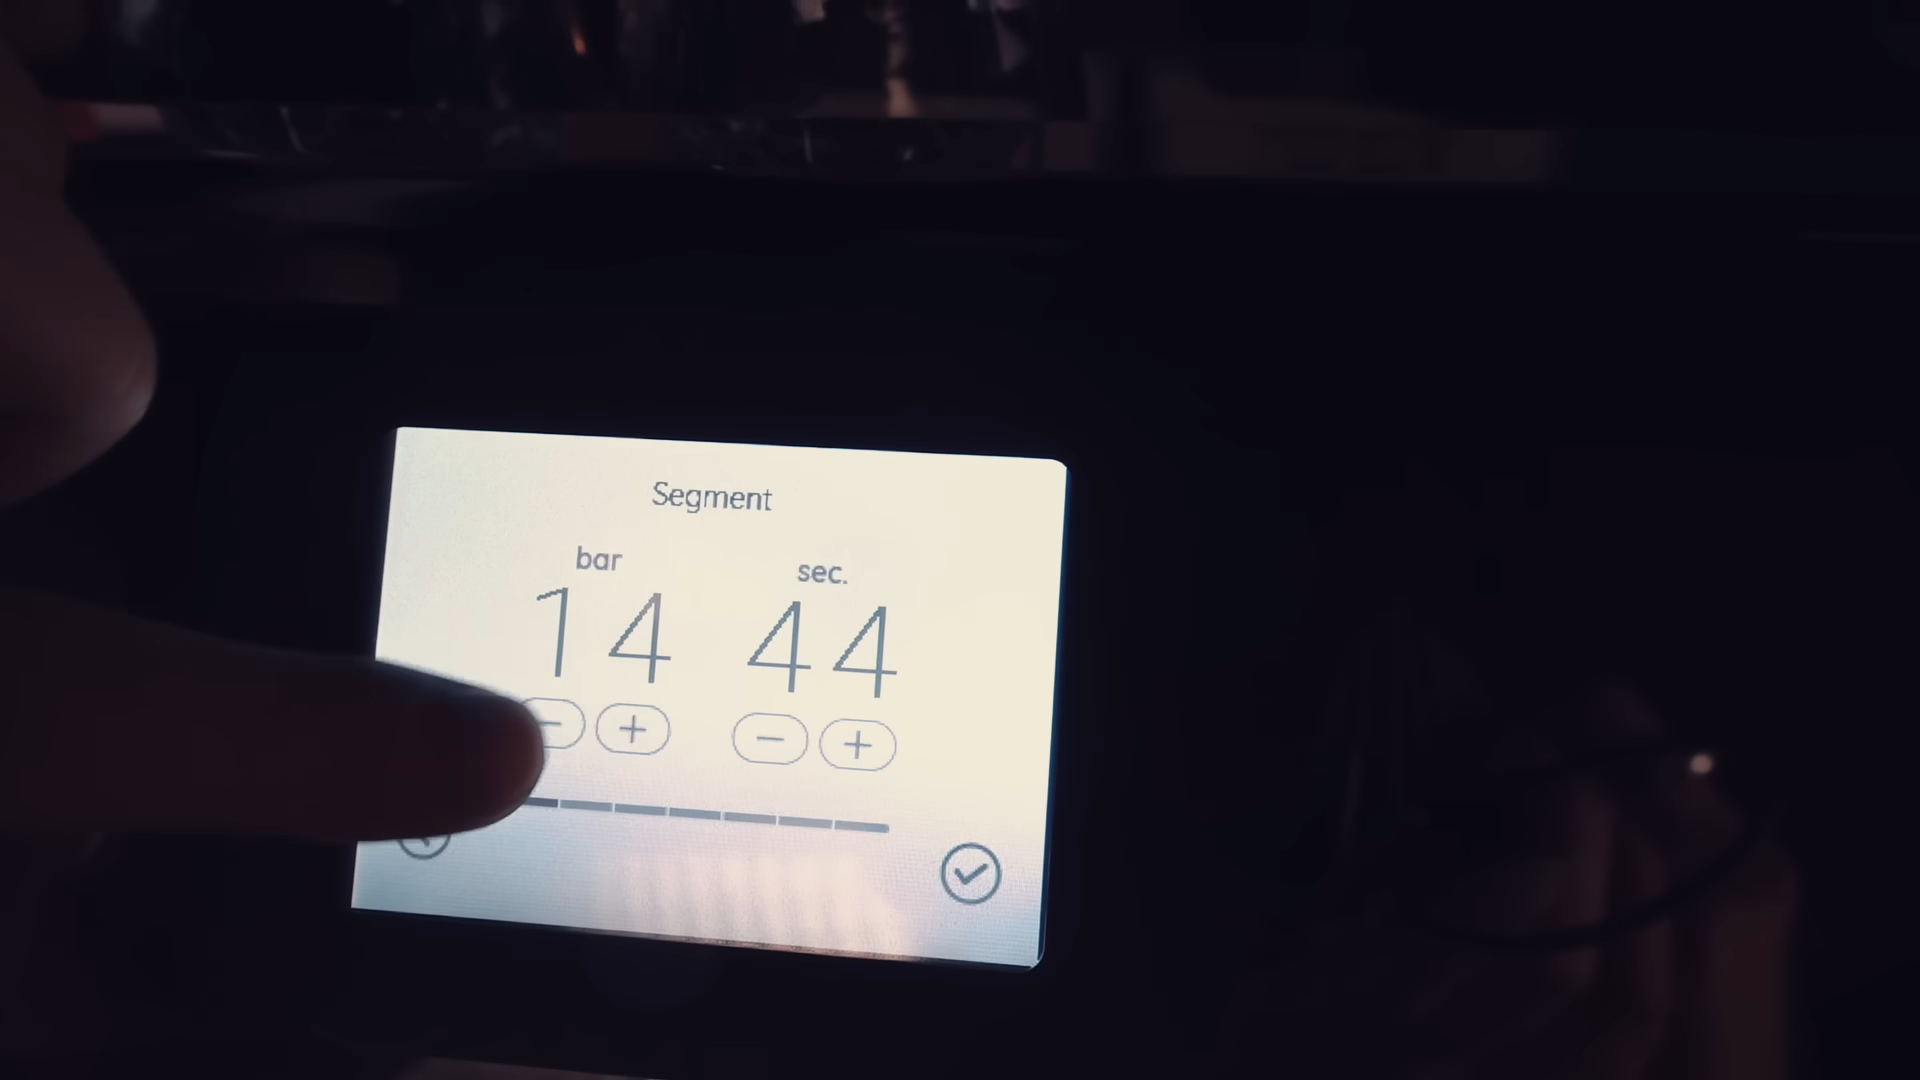 Segment
bar sec.
14 44
− + − +